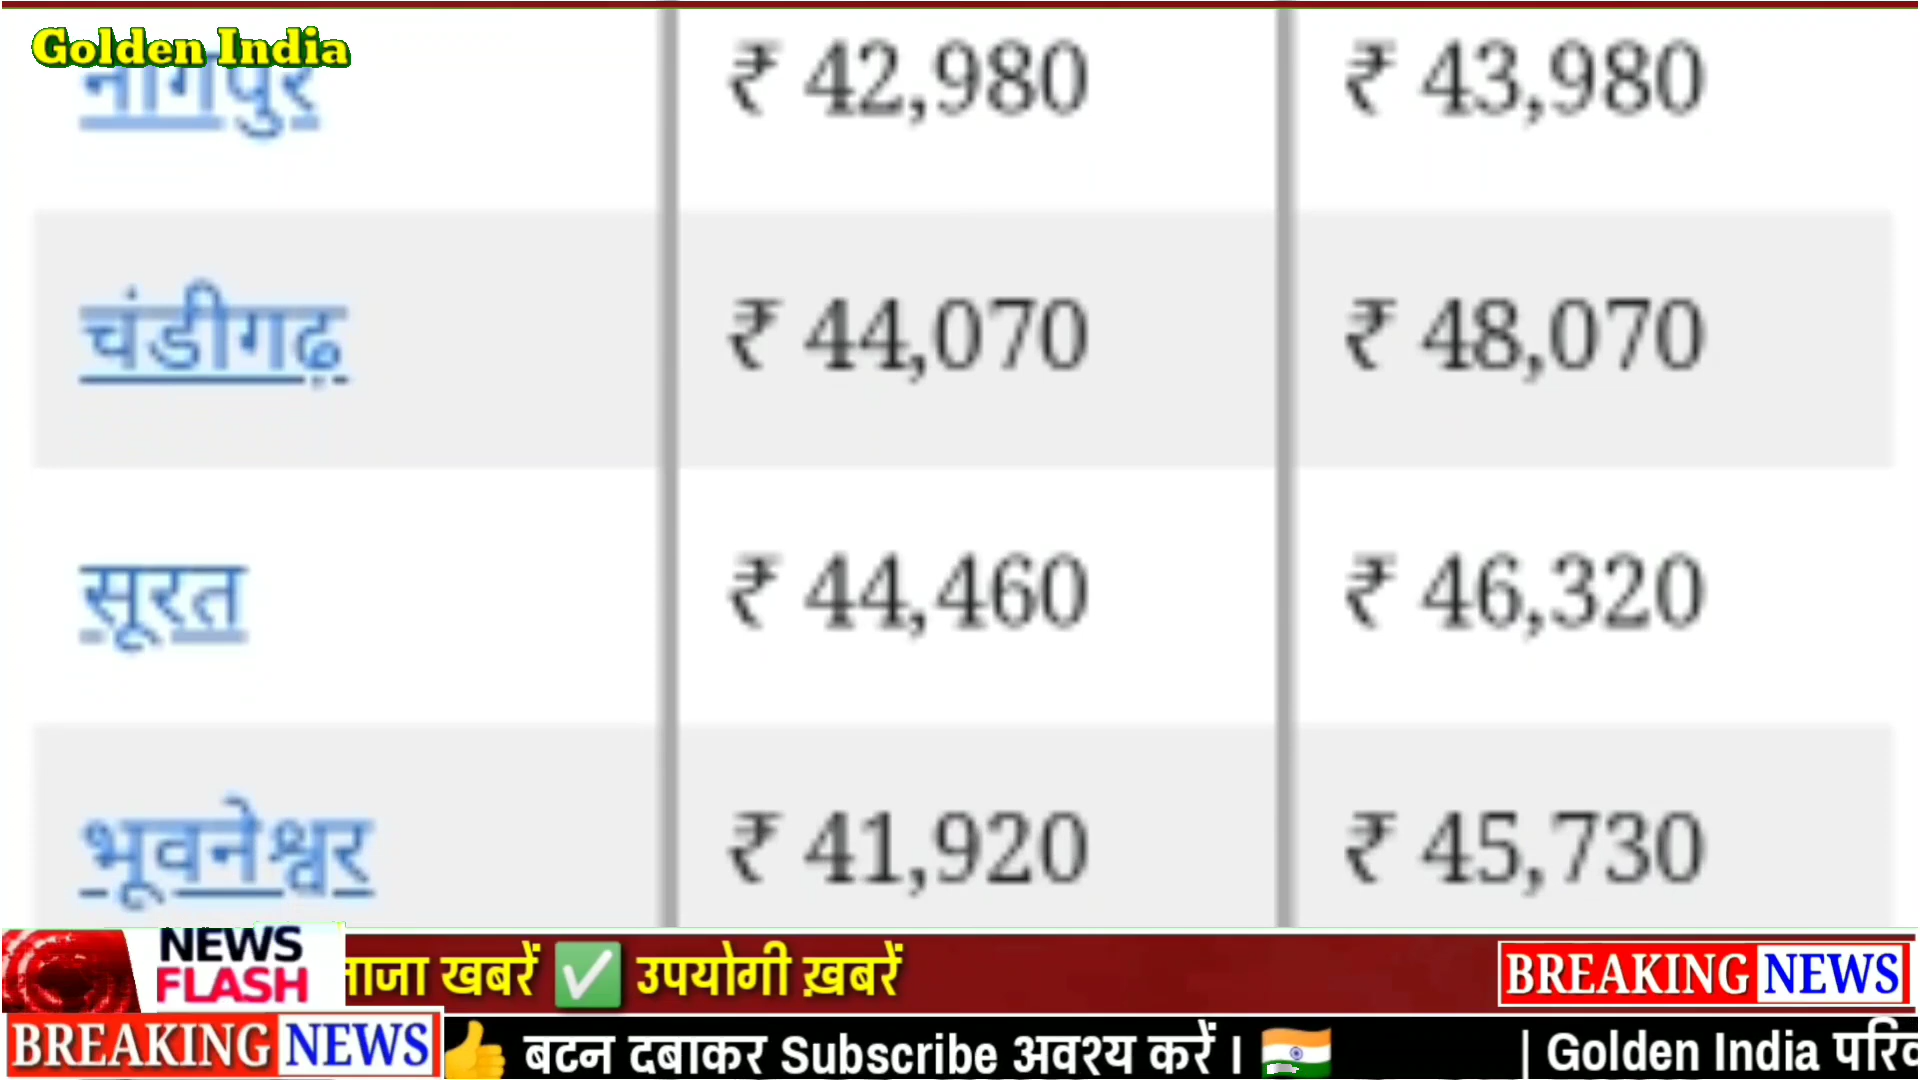 Golden India
नागपुर ₹ 42,980 ₹ 43,980
चंडीगढ़ ₹ 44,070 ₹ 48,070
सूरत ₹ 44,460 ₹ 46,320
भूवनेश्वर ₹ 41,920 ₹ 45,730
NEWS
FLASH
खबरें ✅ उपयोगी ख़बरें
BREAKING NEWS
BREAKING NEWS
👍 बटन दबाकर Subscribe अवश्य करें । 🇮🇳 | Golden India